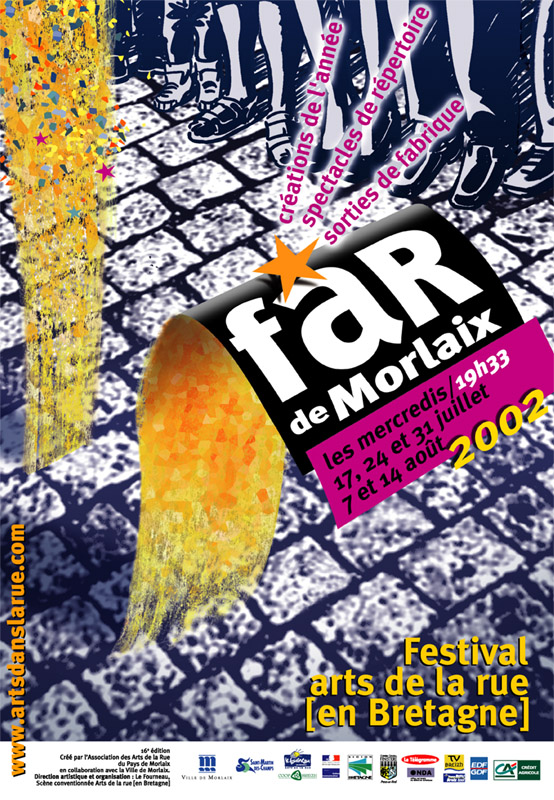 créations de l'année
spectacles de répertoire
sorties de fabrique
fâR
de Morlaix
les mercredis/19h33
17, 24 et 31 juillet
7 et 14 août
2002
www.artsdanslarue.com
Festival
arts de la rue
[en Bretagne]
16e édition
Créé par l'Association des Arts de la Rue
du Pays de Morlaix
en collaboration avec la Ville de Morlaix.
Direction artistique et organisation : Le Fourneau,
Scène conventionnée Arts de la rue [en Bretagne]
VILLE DE MORLAIX
SAINT-MARTIN
DES CHAMPS
BRETAGNE
FINISTÈRE
Le Télégramme
ONDA
TV
BREIZH
EDF
GDF
CRÉDIT
AGRICOLE